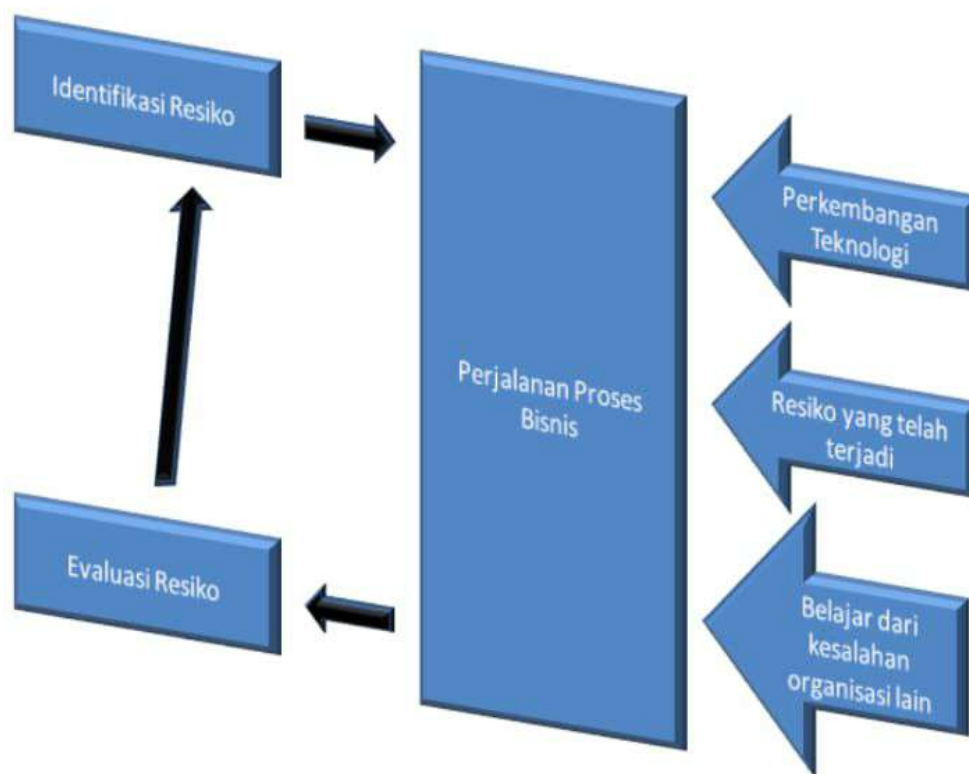 Identifikasi Resiko
Perjalanan Proses
Bisnis
Evaluasi Resiko
Perkembangan
Teknologi
Resiko yang telah
terjadi
Belajar dari
kesalahan
organisasi lain